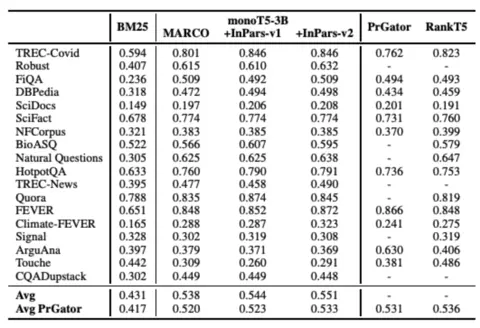 monoT5-3B
BM25 MARCO +InPars-v1 +InPars-v2 PrGator RankT5
TREC-Covid 0.594 0.801 0.846 0.846 0.762 0.823
Robust 0.407 0.615 0.610 0.632 - -
FiQA 0.236 0.509 0.492 0.509 0.494 0.493
DBPedia 0.318 0.472 0.494 0.498 0.434 0.459
SciDocs 0.149 0.197 0.206 0.208 0.201 0.191
SciFact 0.678 0.774 0.774 0.774 0.731 0.760
NFCorpus 0.321 0.383 0.385 0.385 0.370 0.399
BioASQ 0.522 0.566 0.607 0.595 - 0.579
Natural Questions 0.305 0.625 0.625 0.638 - 0.647
HotpotQA 0.633 0.760 0.790 0.791 0.736 0.753
TREC-News 0.395 0.477 0.458 0.490 - -
Quora 0.788 0.835 0.874 0.845 - 0.819
FEVER 0.651 0.848 0.852 0.872 0.866 0.848
Climate-FEVER 0.165 0.288 0.287 0.323 0.241 0.275
Signal 0.328 0.302 0.319 0.308 - 0.319
ArguAna 0.397 0.379 0.371 0.369 0.630 0.406
Touche 0.442 0.309 0.260 0.291 0.381 0.486
CQADupstack 0.302 0.449 0.449 0.448 - -
Avg 0.431 0.538 0.544 0.551 - -
Avg PrGator 0.417 0.520 0.523 0.533 0.531 0.536